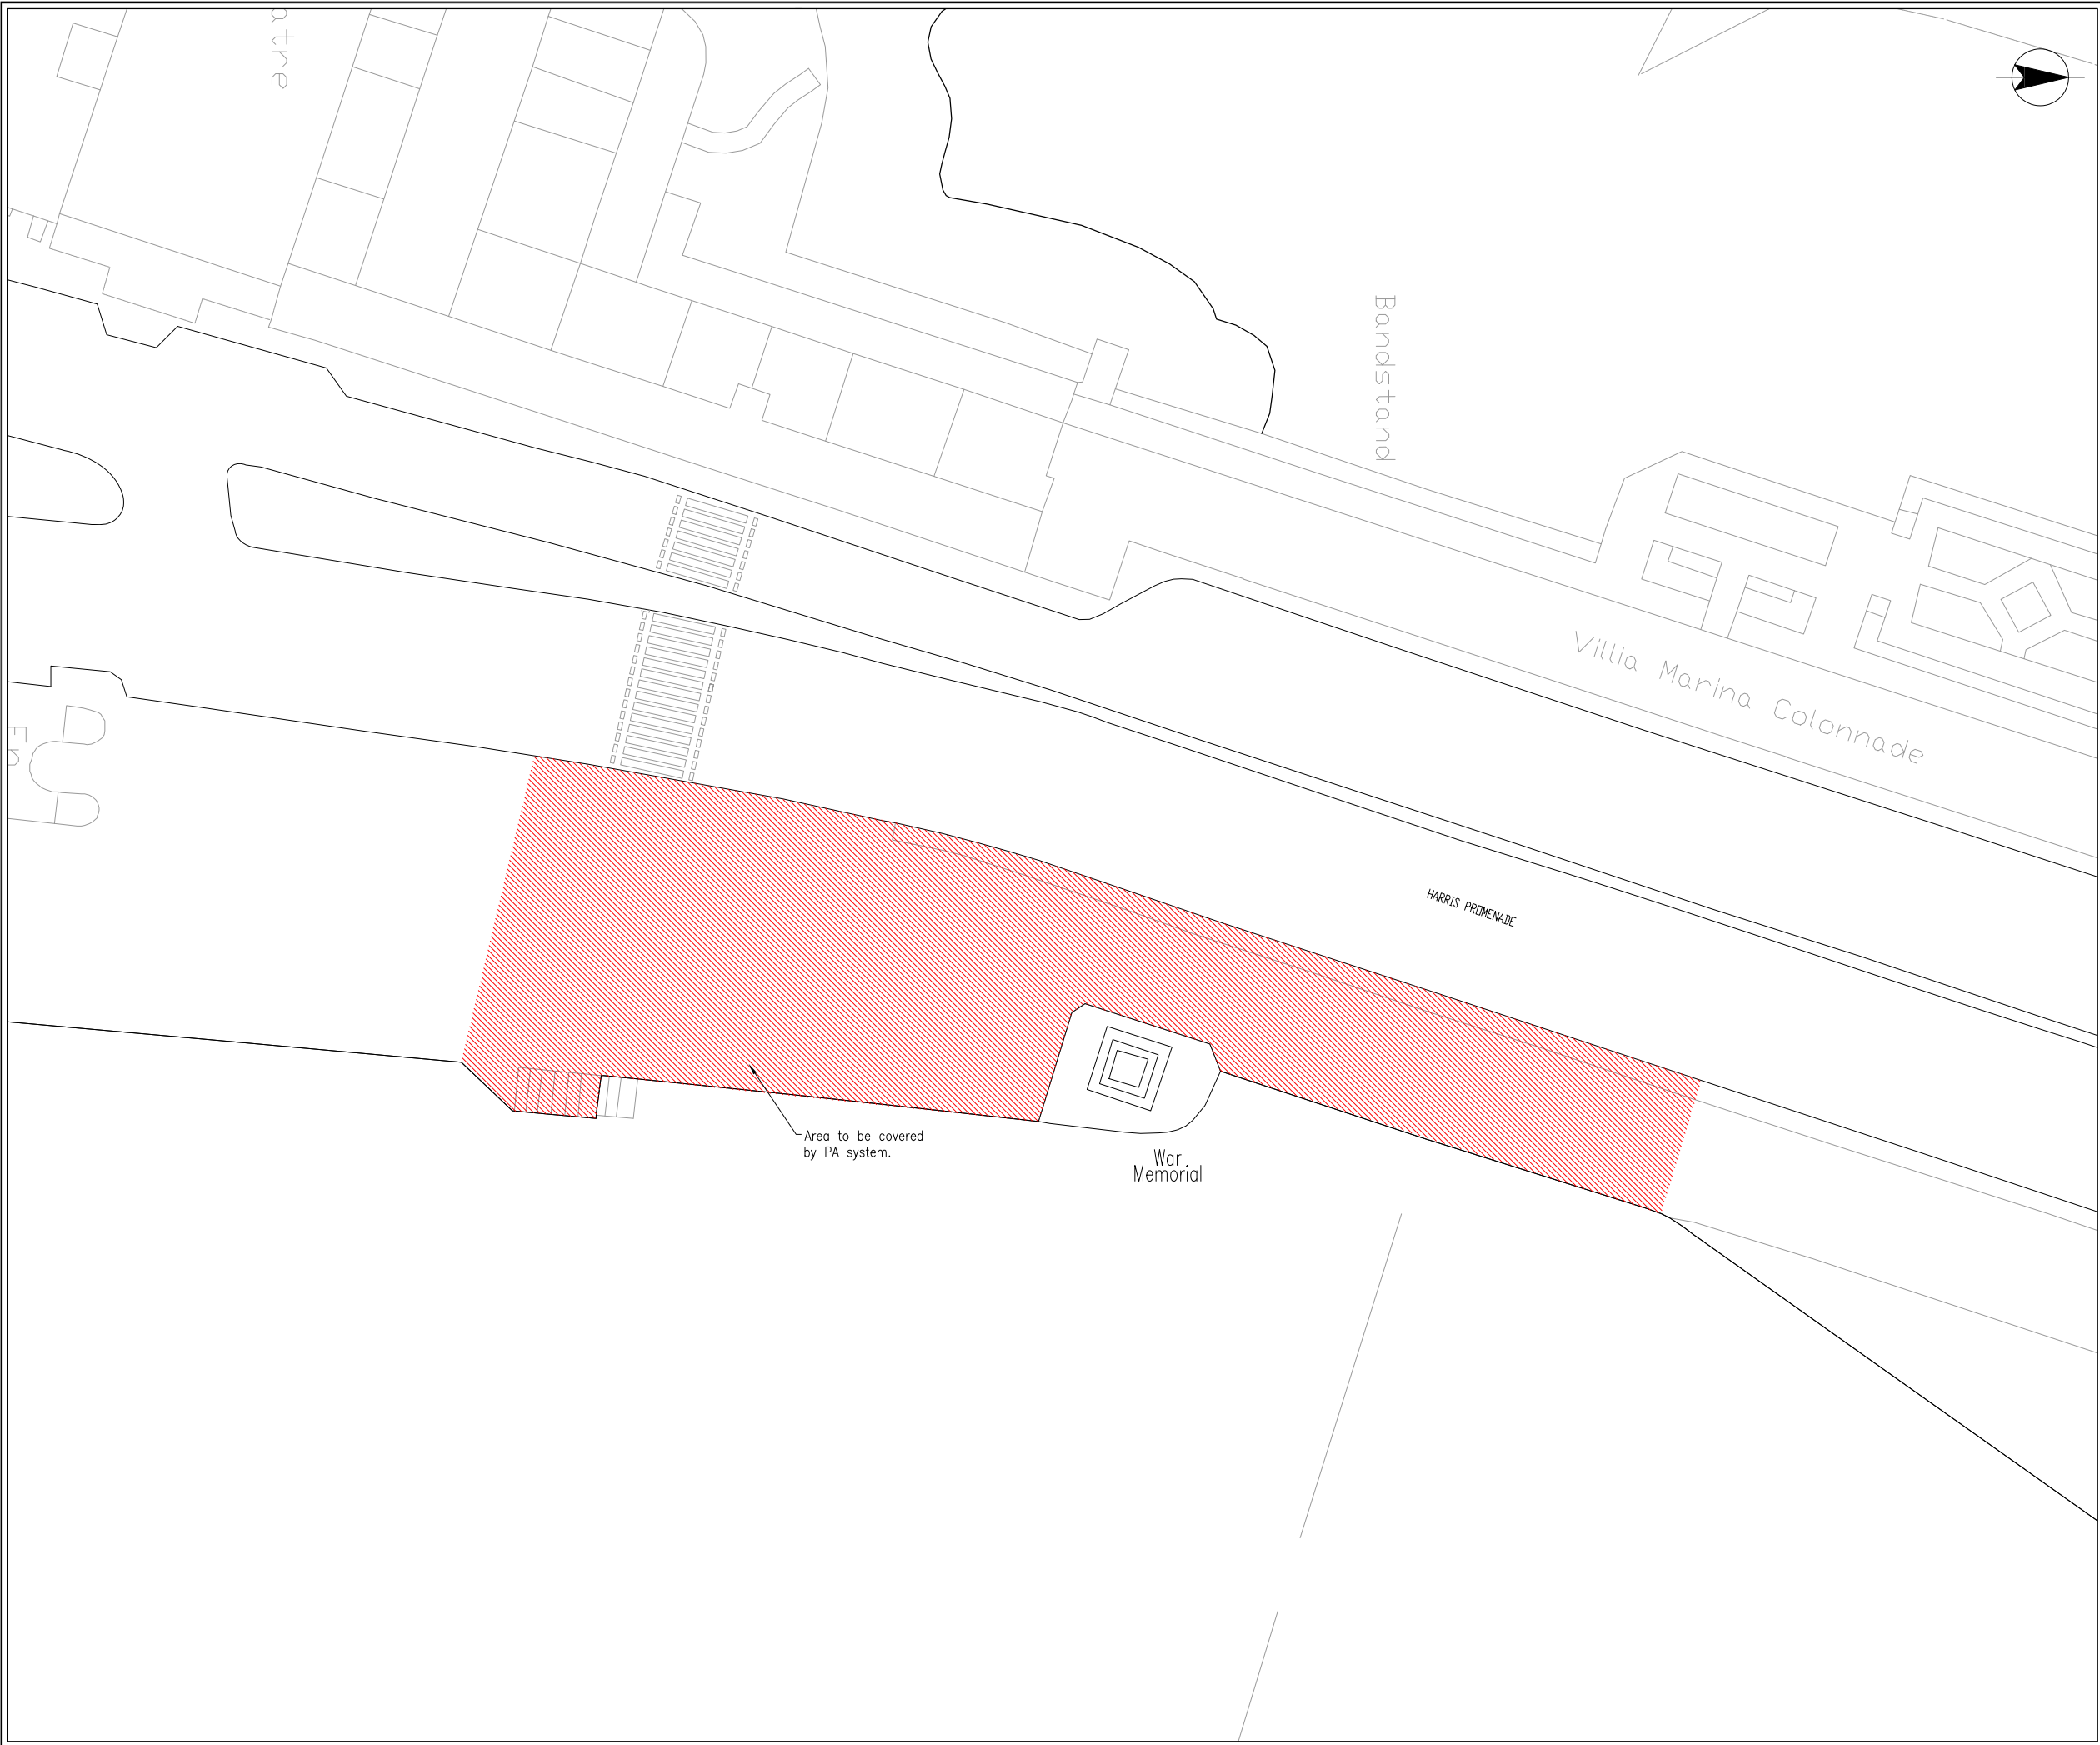 Bandstand
Villia Marina Colonnade
HARRIS PROMENADE
Area to be covered
by PA system.
War
Memorial